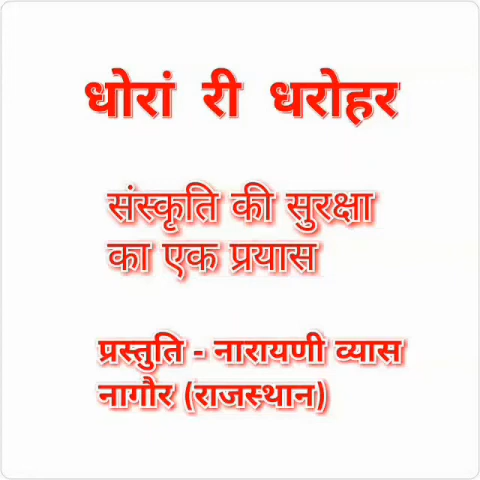 धोरां री धरोहर
संस्कृति की सुरक्षा
का एक प्रयास
प्रस्तुति - नारायणी व्यास
नागौर (राजस्थान)